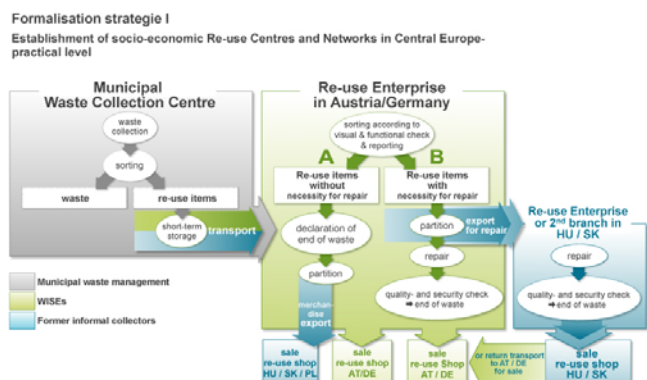 Formalisation strategie I
Establishment of socio-economic Re-use Centres and Networks in Central Europe-
practical level
Municipal
Waste Collection Centre
waste
collection
sorting
waste
re-use items
short-term
storage
transport
Re-use Enterprise
in Austria/Germany
sorting according to
visual & functional check
& reporting
A
B
Re-use items
without
necessity for repair
Re-use items
with
necessity for repair
declaration of
end of waste
partition
merchan-
dise
export
partition
export
for repair
repair
quality- and security check
➡end of waste
Re-use Enterprise
or 2nd branch in
HU / SK
repair
quality- and security check
➡end of waste
Municipal waste management
WISEs
Former informal collectors
sale
re-use shop
HU / SK / PL
sale
re-use shop
AT/DE
sale
re-use Shop
AT / DE
or return transport
to AT / DE
for sale
sale
re-use shop
HU / SK